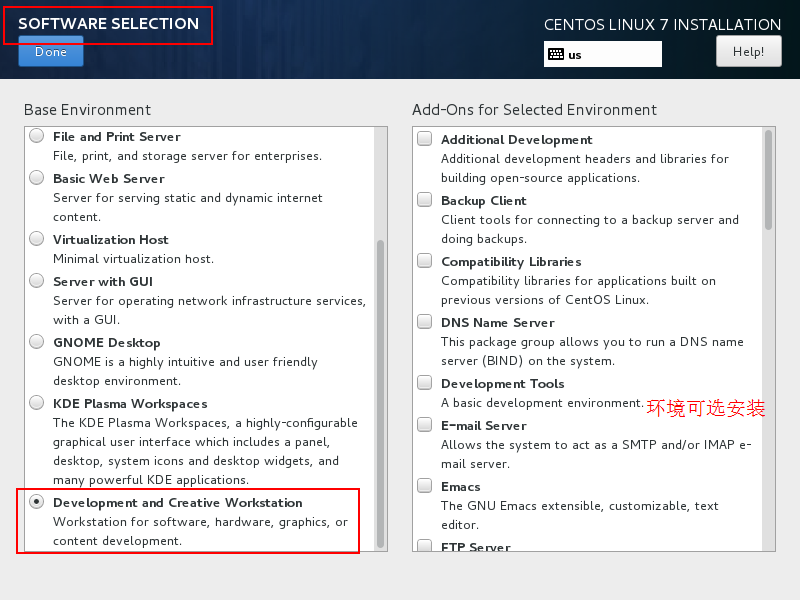 SOFTWARE SELECTION
Done
CENTOS LINUX 7 INSTALLATION
us
Help!
Base Environment
File and Print Server
File, print, and storage server for enterprises.
Basic Web Server
Server for serving static and dynamic internet
content.
Virtualization Host
Minimal virtualization host.
Server with GUI
Server for operating network infrastructure services,
with a GUI.
GNOME Desktop
GNOME is a highly intuitive and user friendly
desktop environment.
KDE Plasma Workspaces
The KDE Plasma Workspaces, a highly-configurable
graphical user interface which includes a panel,
desktop, system icons and desktop widgets, and
many powerful KDE applications.
Development and Creative Workstation
Workstation for software, hardware, graphics, or
content development.
Add-Ons for Selected Environment
Additional Development
Additional development headers and libraries for
building open-source applications.
Backup Client
Client tools for connecting to a backup server and
doing backups.
Compatibility Libraries
Compatibility libraries for applications built on
previous versions of CentOS Linux.
DNS Name Server
This package group allows you to run a DNS name
server (BIND) on the system.
Development Tools
A basic development environment.
环境可选安装
E-mail Server
Allows the system to act as a SMTP and/or IMAP e-
mail server.
Emacs
The GNU Emacs extensible, customizable, text
editor.
FTP Server